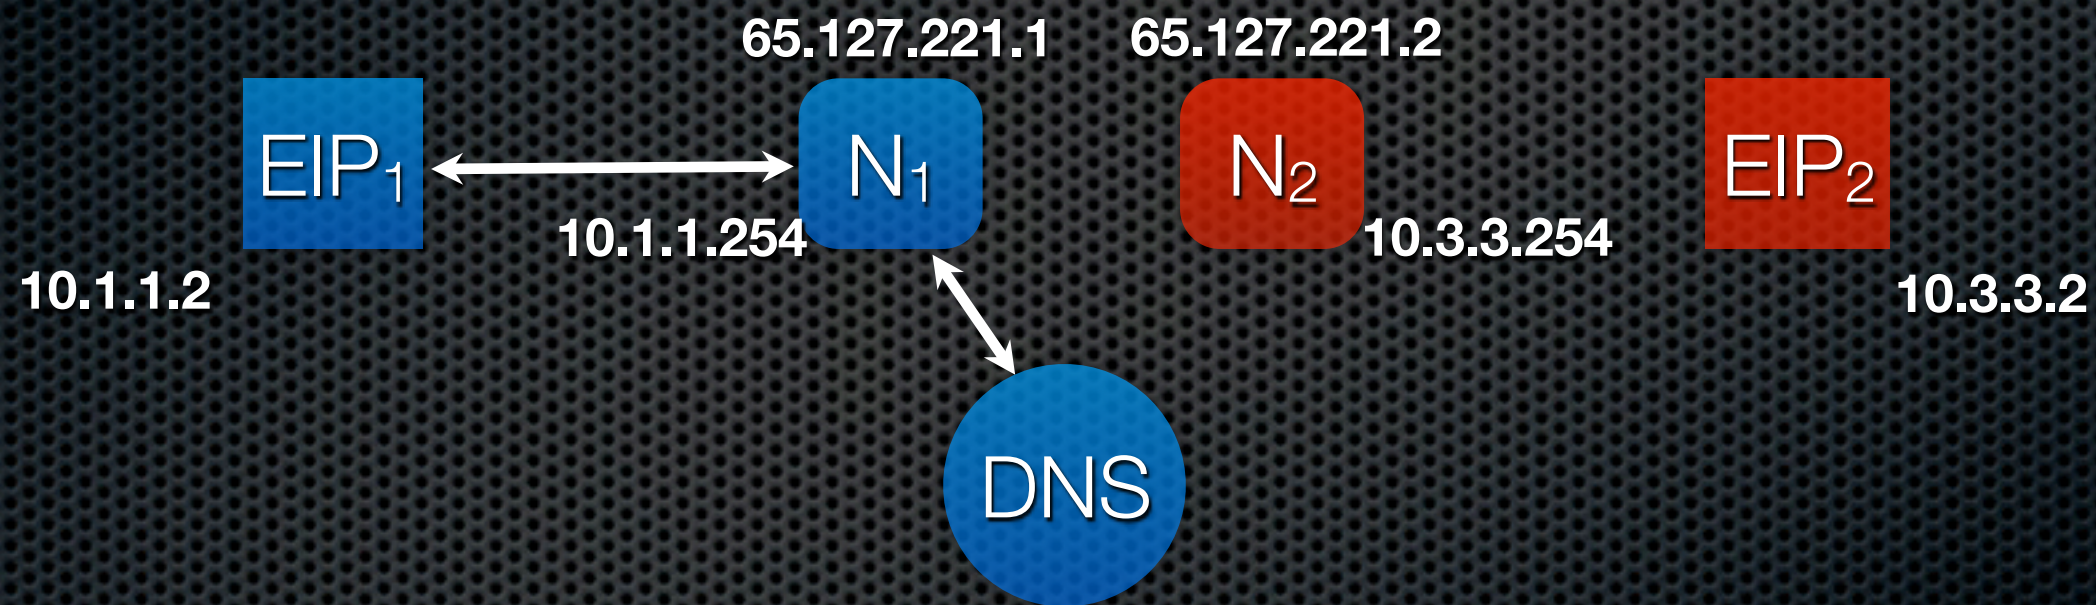 65.127.221.1 65.127.221.2
EIP₁ N₁ N₂ EIP₂
10.1.1.254 10.3.3.254
10.1.1.2 10.3.3.2
DNS